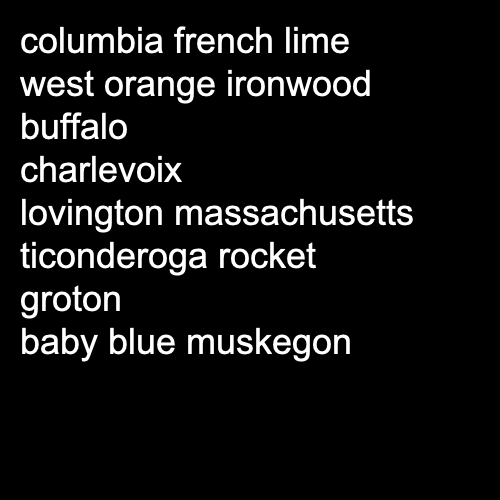 columbia french lime
west orange ironwood
buffalo
charlevoix
lovington massachusetts
ticonderoga rocket
groton
baby blue muskegon